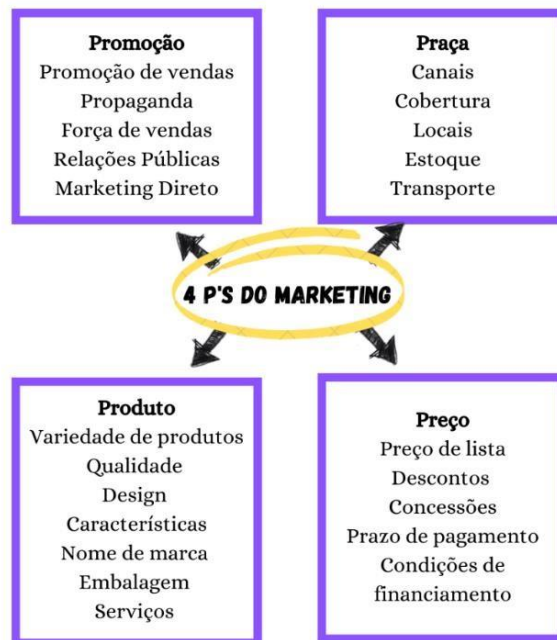 Promoção
Promoção de vendas
Propaganda
Força de vendas
Relações Públicas
Marketing Direto
Praça
Canais
Cobertura
Locais
Estoque
Transporte
4 P'S DO MARKETING
Produto
Variedade de produtos
Qualidade
Design
Característícas
Nome de marca
Embalagem
Serviços
Preço
Preço de lista
Descontos
Concessões
Prazo de pagamento
Condições de
financiamento